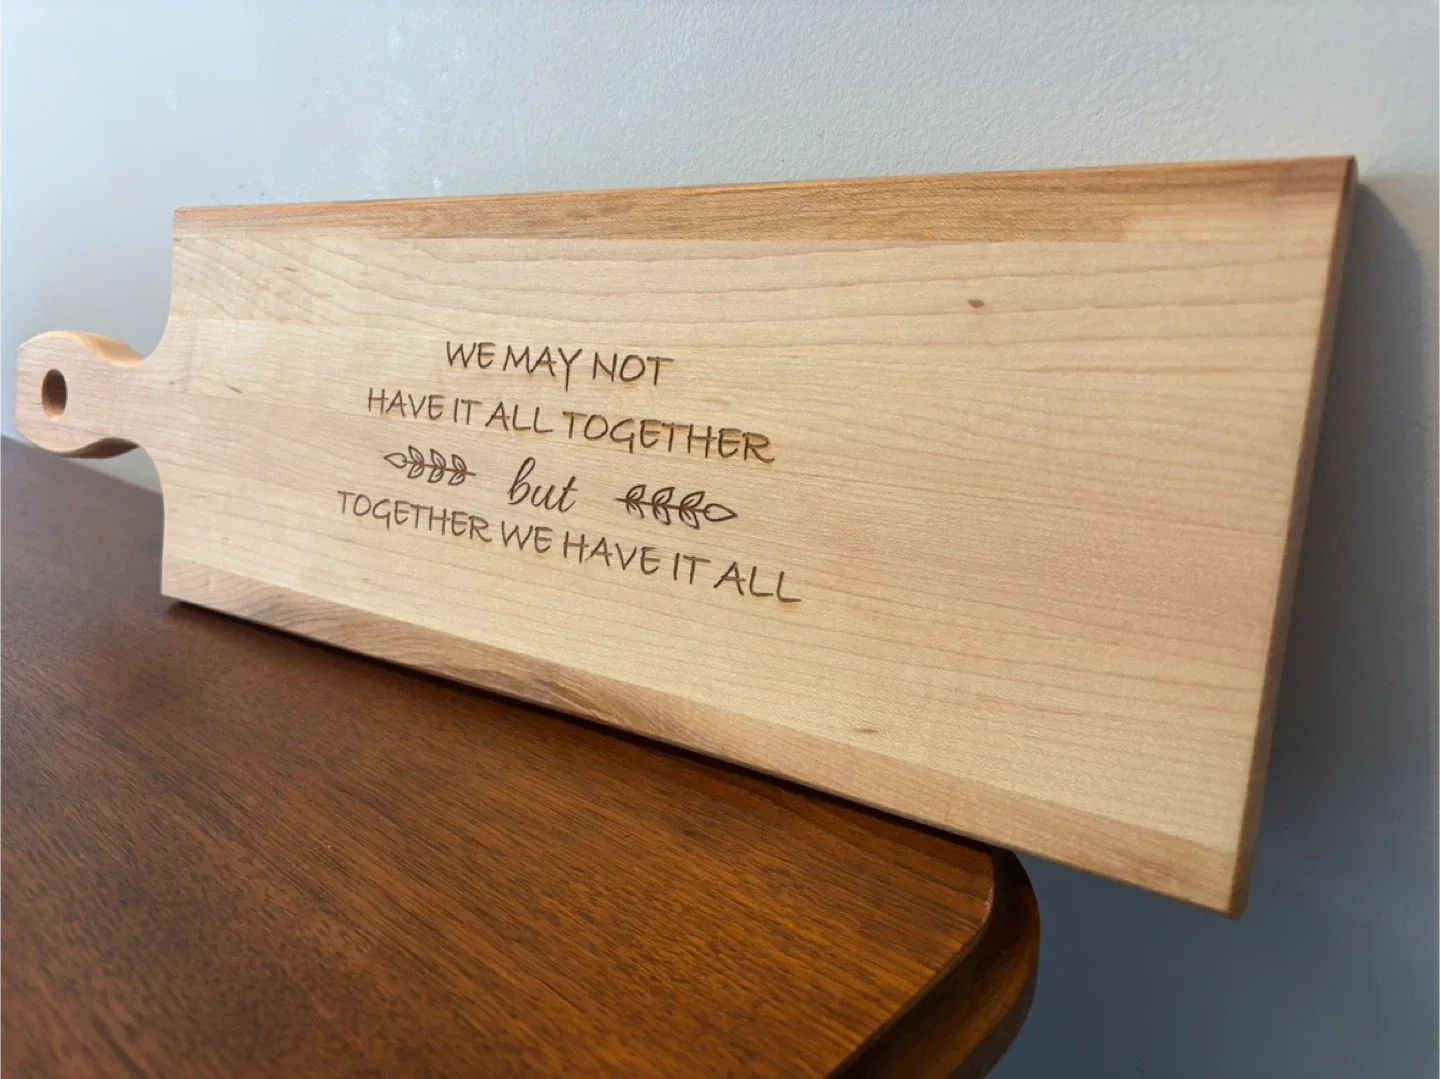 WE MAY NOT
HAVE IT ALL TOGETHER
but
TOGETHER WE HAVE IT ALL